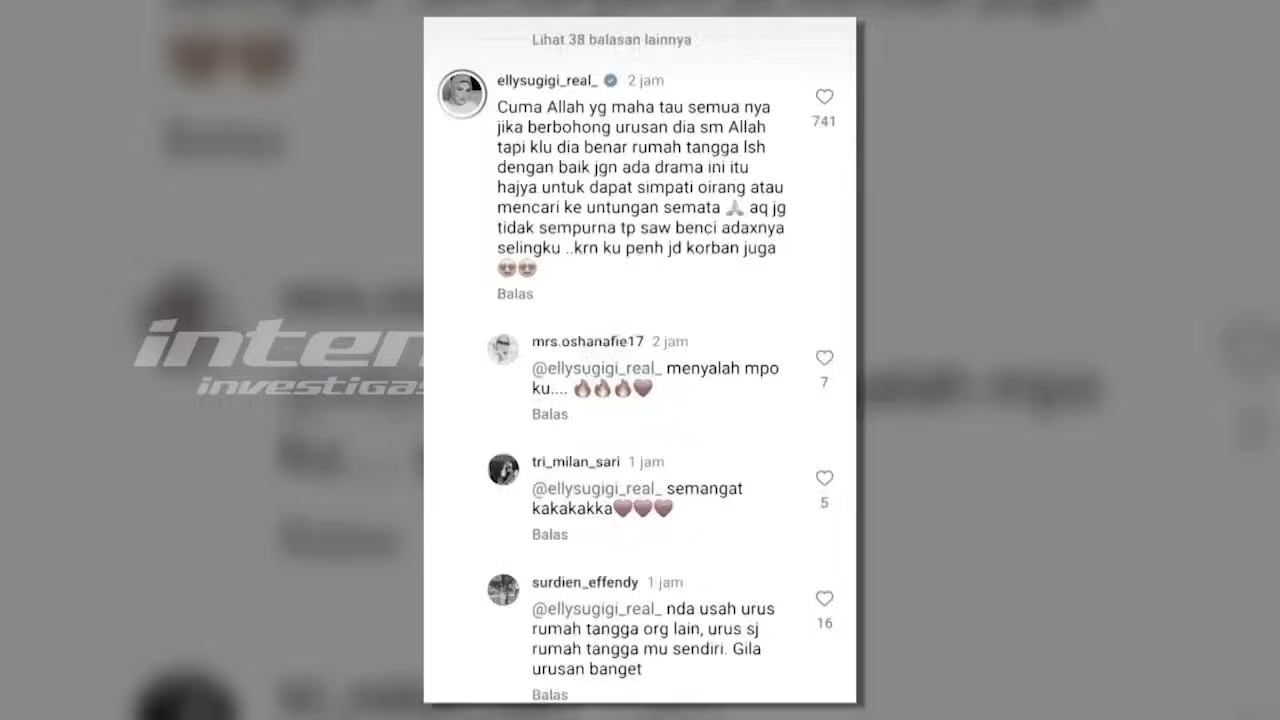 Lihat 38 balasan lainnya
ellysugigi_real_ 2 jam
Cuma Allah yg maha tau semua nya
jika berbohong urusan dia sm Allah
tapi klu dia benar rumah tangga lsh
dengan baik jgn ada drama ini itu
hajya untuk dapat simpati oirang atau
mencari ke untungan semata 🙏 aq jg
tidak sempurna tp saw benci adaxnya
selingku ..krn ku penh jd korban juga
😍😍
741
Balas
mrs.oshanafie17 2 jam
@ellysugigi_real_ menyalah mpo
ku.... 🔥🔥🔥❤️
7
Balas
tri_milan_sari 1 jam
@ellysugigi_real_ semangat
kakakakka❤️❤️❤️
5
Balas
surdien_effendy 1 jam
@ellysugigi_real_ nda usah urus
rumah tangga org lain, urus sj
rumah tangga mu sendiri. Gila
urusan banget
16
Balas
inten
investigas